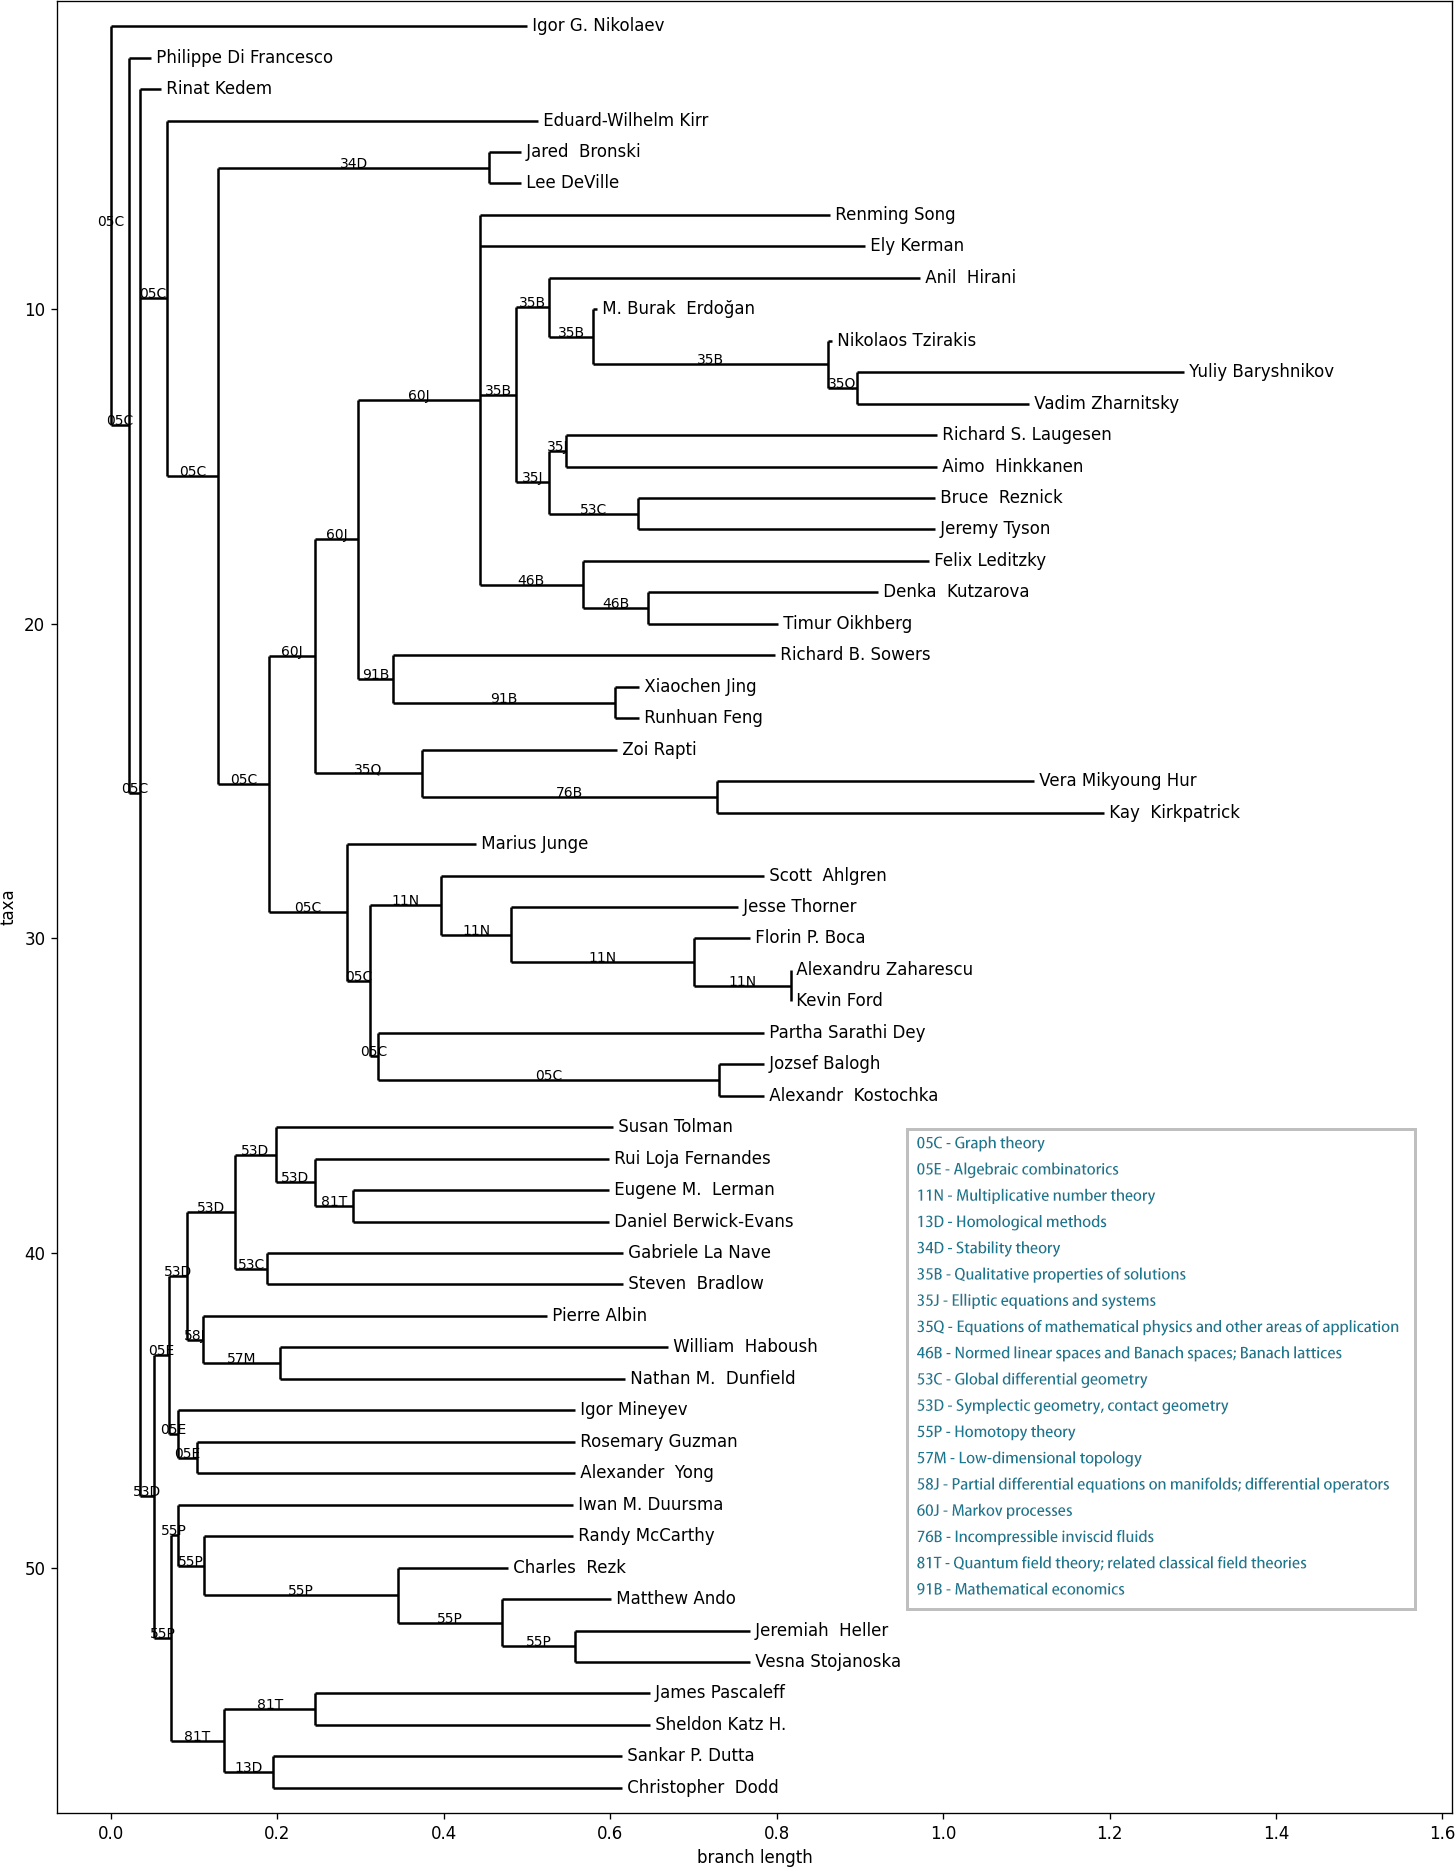 Igor G. Nikolaev
Philippe Di Francesco
Rinat Kedem
Eduard-Wilhelm Kirr
Jared  Bronski
34D
Lee DeVille
Renming Song
05C
Ely Kerman
Anil  Hirani
05C
35B
10
M. Burak  Erdoğan
35B
Nikolaos Tzirakis
35B
Yuliy Baryshnikov
35Q
35B
60J
Vadim Zharnitsky
05C
Richard S. Laugesen
35J
Aimo  Hinkkanen
05C
35J
Bruce  Reznick
53C
Jeremy Tyson
60J
Felix Leditzky
46B
Denka  Kutzarova
46B
20
Timur Oikhberg
60J
Richard B. Sowers
91B
Xiaochen Jing
91B
Runhuan Feng
Zoi Rapti
35Q
05C
Vera Mikyoung Hur
05C
76B
Kay  Kirkpatrick
Marius Junge
Scott  Ahlgren
11N
taxa
05C
Jesse Thorner
11N
30
Florin P. Boca
11N
Alexandru Zaharescu
05C
11N
Kevin Ford
Partha Sarathi Dey
05C
Jozsef Balogh
05C
Alexandr  Kostochka
Susan Tolman
53D
Rui Loja Fernandes
53D
Eugene M.  Lerman
81T
53D
Daniel Berwick-Evans
40
Gabriele La Nave
53C
53D
Steven  Bradlow
Pierre Albin
58J
William  Haboush
05E
57M
Nathan M.  Dunfield
Igor Mineyev
05E
Rosemary Guzman
05E
Alexander  Yong
53D
Iwan M. Duursma
55P
Randy McCarthy
55P
50
Charles  Rezk
55P
Matthew Ando
55P
Jeremiah  Heller
55P
55P
Vesna Stojanoska
James Pascaleff
81T
Sheldon Katz H.
81T
Sankar P. Dutta
13D
Christopher  Dodd
05C - Graph theory
05E - Algebraic combinatorics
11N - Multiplicative number theory
13D - Homological methods
34D - Stability theory
35B - Qualitative properties of solutions
35J - Elliptic equations and systems
35Q - Equations of mathematical physics and other areas of application
46B - Normed linear spaces and Banach spaces; Banach lattices
53C - Global differential geometry
53D - Symplectic geometry, contact geometry
55P - Homotopy theory
57M - Low-dimensional topology
58J - Partial differential equations on manifolds; differential operators
60J - Markov processes
76B - Incompressible inviscid fluids
81T - Quantum field theory; related classical field theories
91B - Mathematical economics
0.0 0.2 0.4 0.6 0.8 1.0 1.2 1.4 1.6
branch length